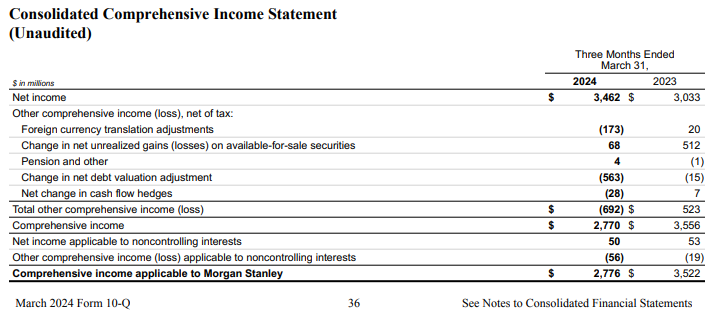 Consolidated Comprehensive Income Statement
(Unaudited)
Three Months Ended
March 31,
$ in millions 2024 2023
Net income $ 3,462 $ 3,033
Other comprehensive income (loss), net of tax:
Foreign currency translation adjustments (173) 20
Change in net unrealized gains (losses) on available-for-sale securities 68 512
Pension and other 4 (1)
Change in net debt valuation adjustment (563) (15)
Net change in cash flow hedges (28) 7
Total other comprehensive income (loss) $ (692) $ 523
Comprehensive income $ 2,770 $ 3,556
Net income applicable to noncontrolling interests 50 53
Other comprehensive income (loss) applicable to noncontrolling interests (56) (19)
Comprehensive income applicable to Morgan Stanley $ 2,776 $ 3,522
March 2024 Form 10-Q 36 See Notes to Consolidated Financial Statements